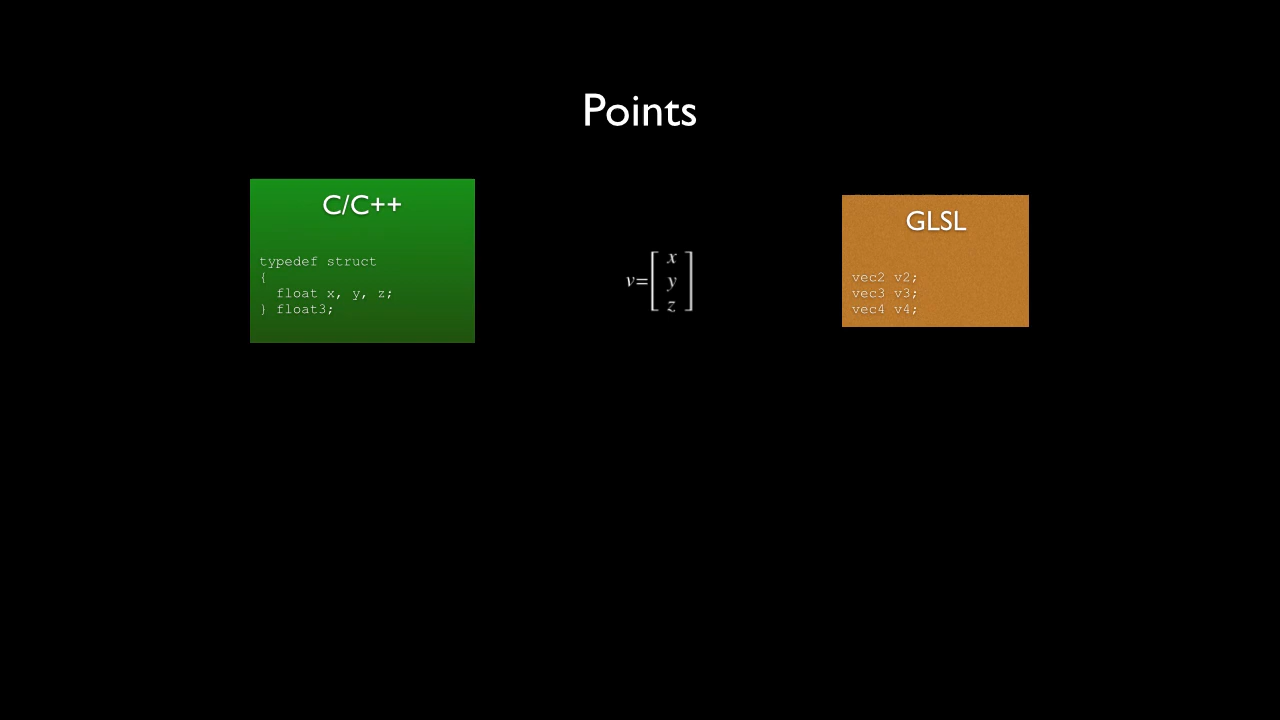 Points
C/C++
typedef struct
{
  float x, y, z;
} float3;
v=[x
y
z]
GLSL
vec2 v2;
vec3 v3;
vec4 v4;